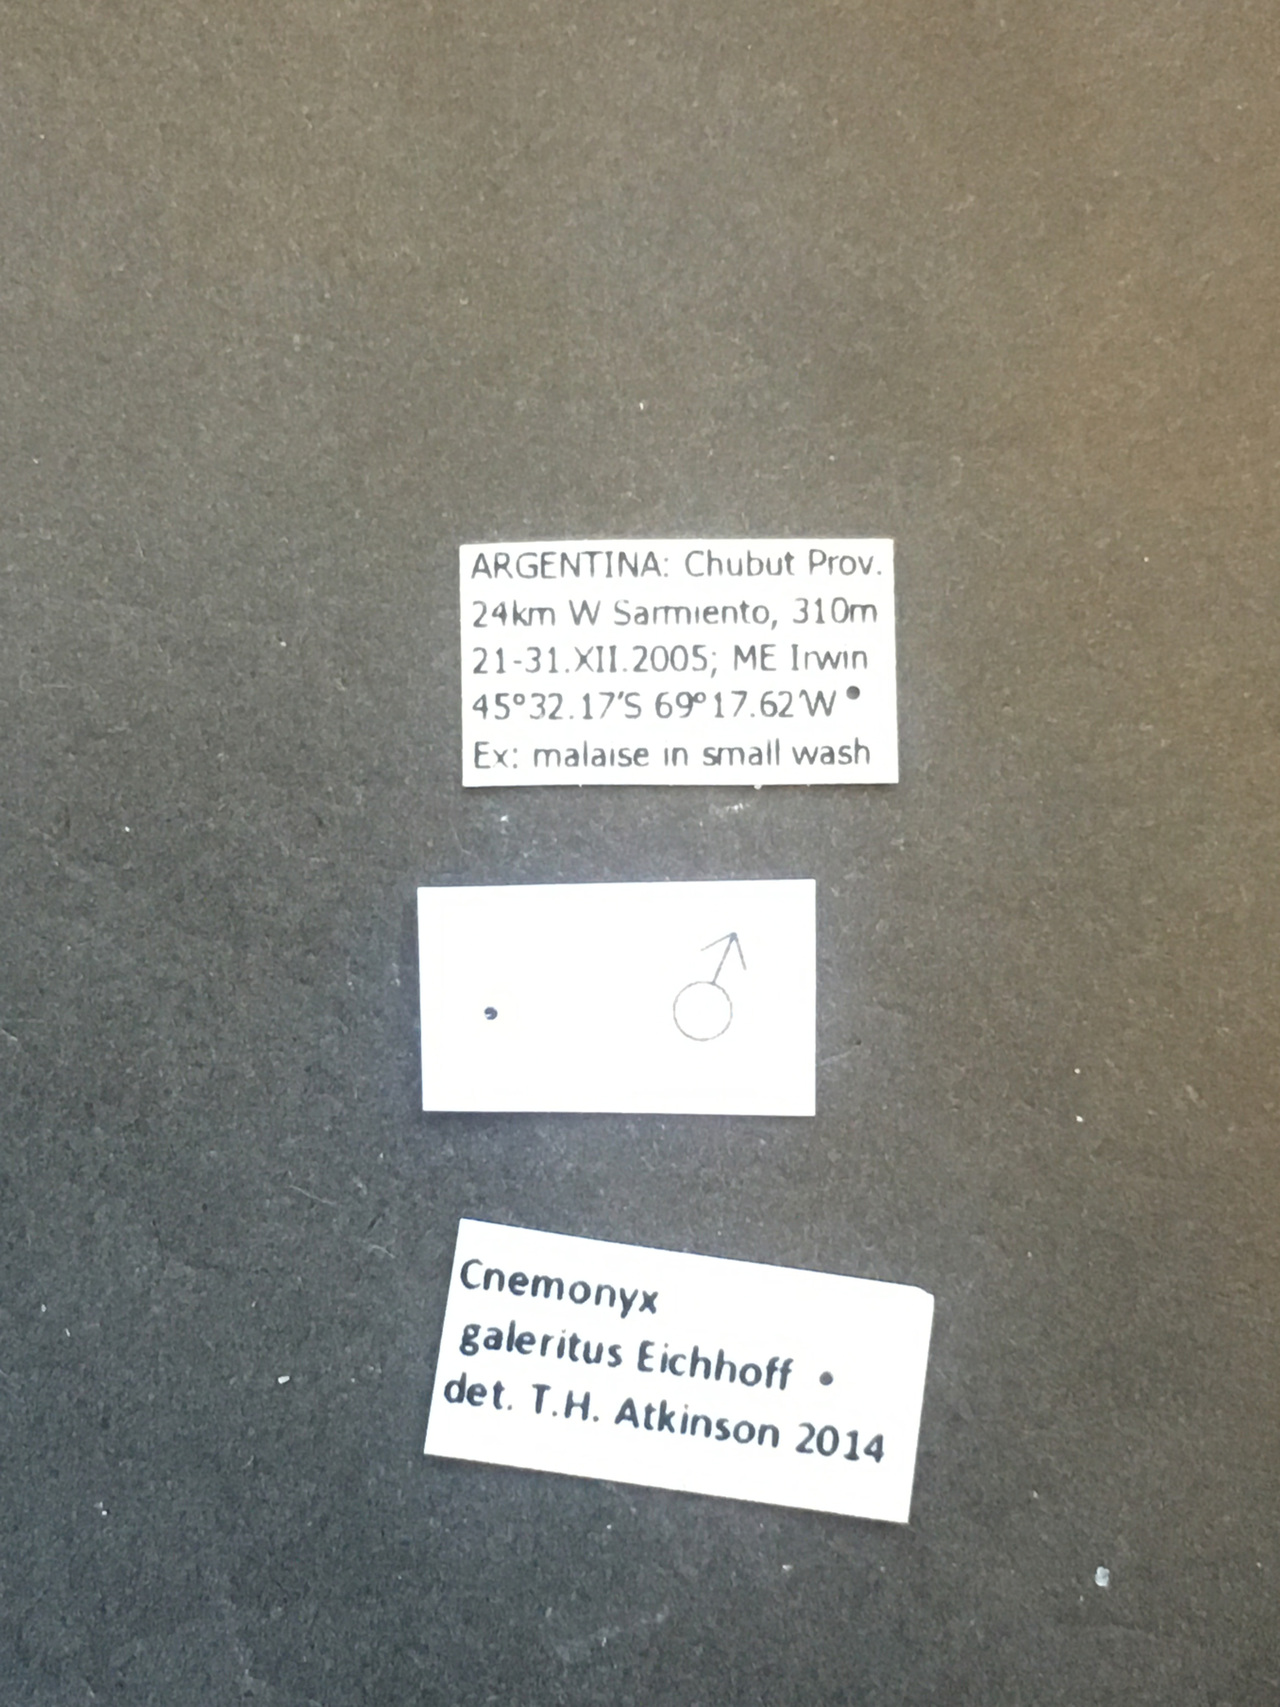 ARGENTINA: Chubut Prov.
24km W Sarmiento, 310m
21-31.XII.2005; ME Irwin
45°32.17'S 69°17.62'W
Ex: malaise in small wash
♂
Cnemonyx
galeritus Eichhoff
det. T.H. Atkinson 2014